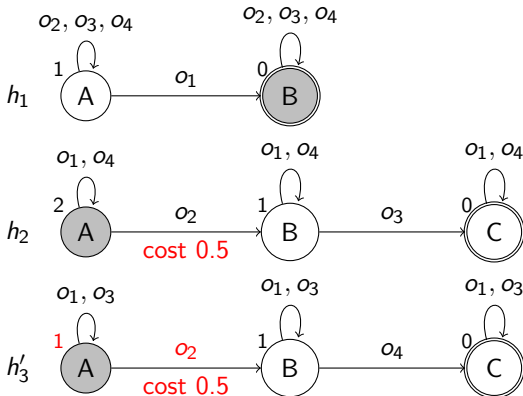 o₂, o₃, o₄ o₂, o₃, o₄
h₁ 1 A o₁ 0 B
o₁, o₄ o₁, o₄ o₁, o₄
h₂ 2 A o₂ 1 B o₃ 0 C
cost 0.5
o₁, o₃ o₁, o₃ o₁, o₃
h′₃ 1 A o₂ 1 B o₄ 0 C
cost 0.5